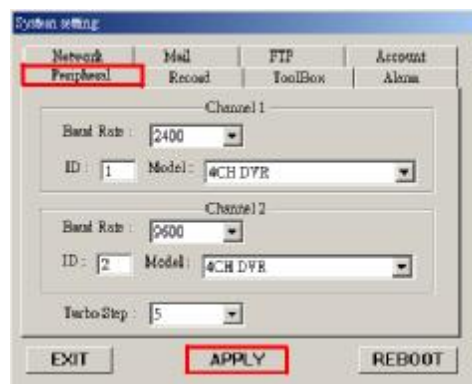 System setting
Network Mail FTP Account
Peripheral Record ToolBox Alarm
Channel 1
Baud Rate : 2400
ID : 1 Model : 4CH DVR
Channel 2
Baud Rate : 9600
ID : 2 Model : 4CH DVR
Turbo Step : 5
EXIT APPLY REBOOT